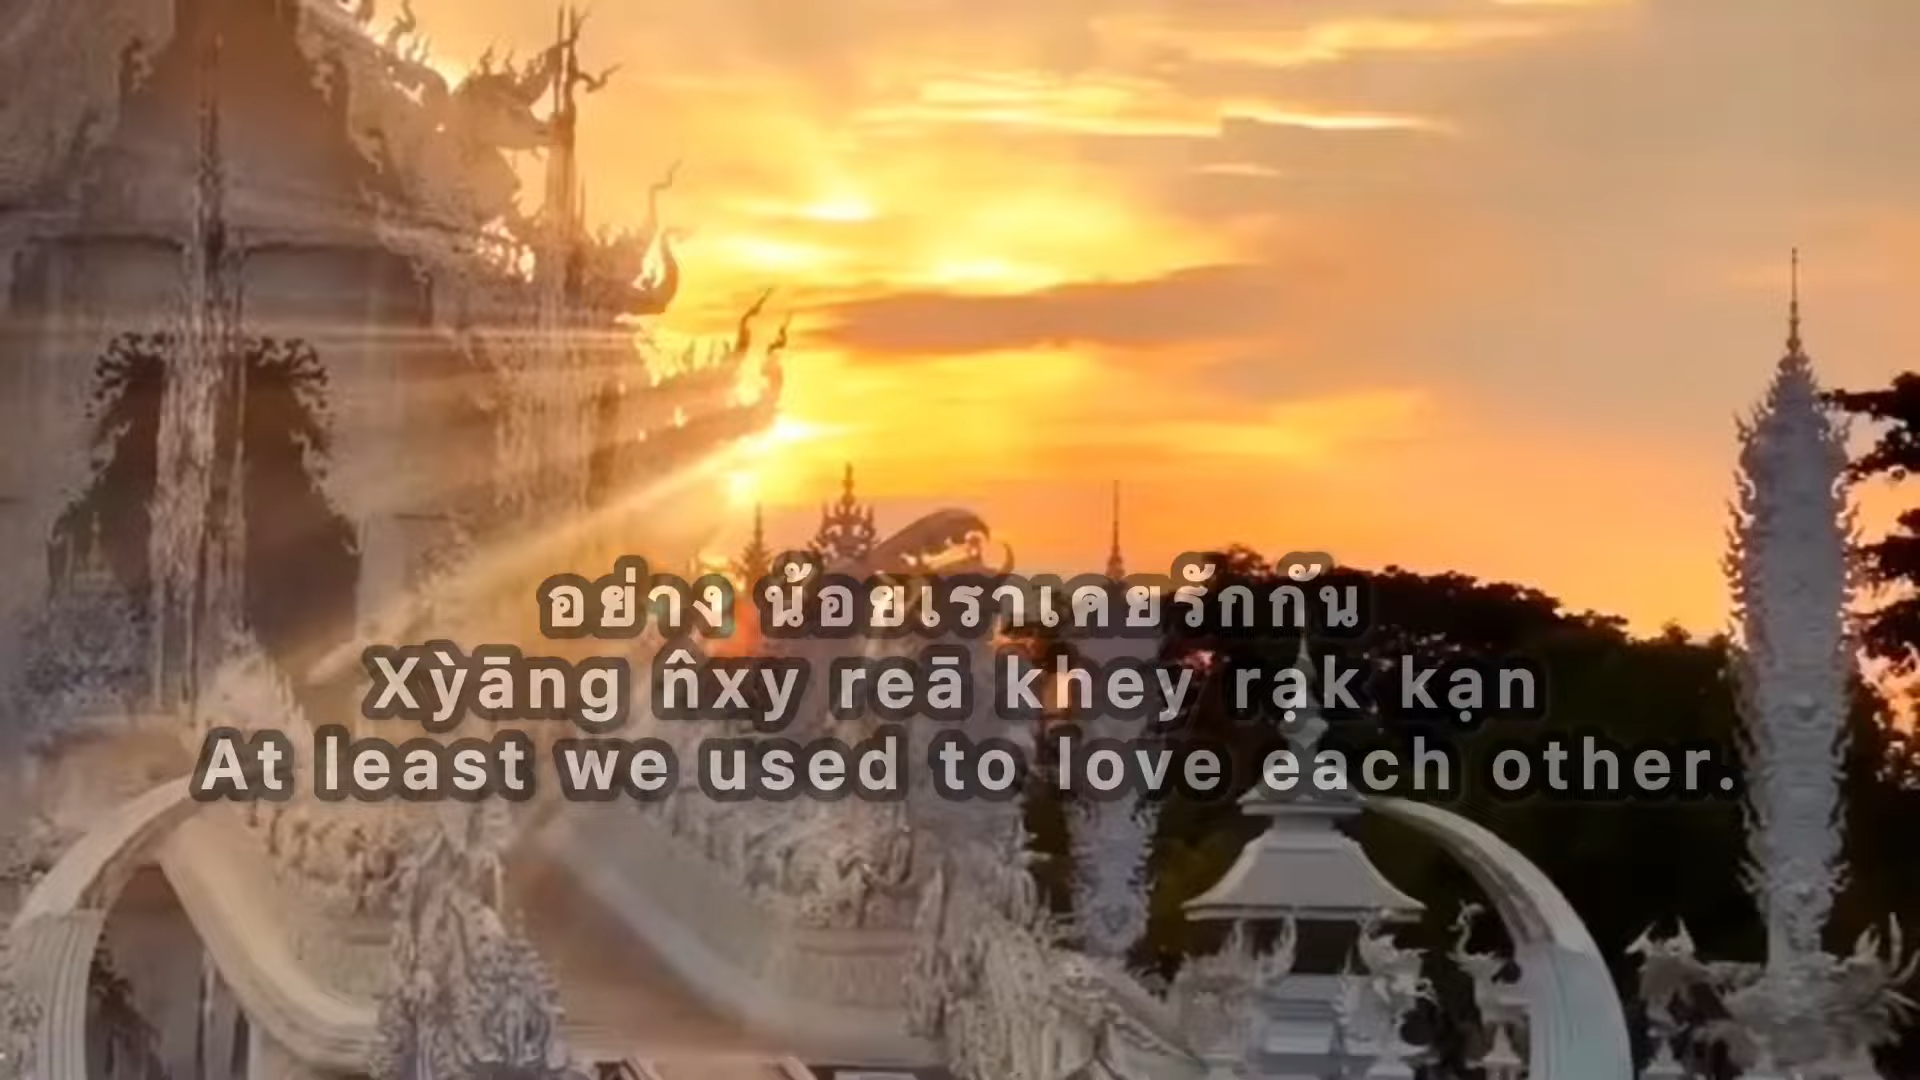 อย่าง น้อยเราเคยรักกัน
Xỳāng n̂xy reā khey rạk kạn
At least we used to love each other.